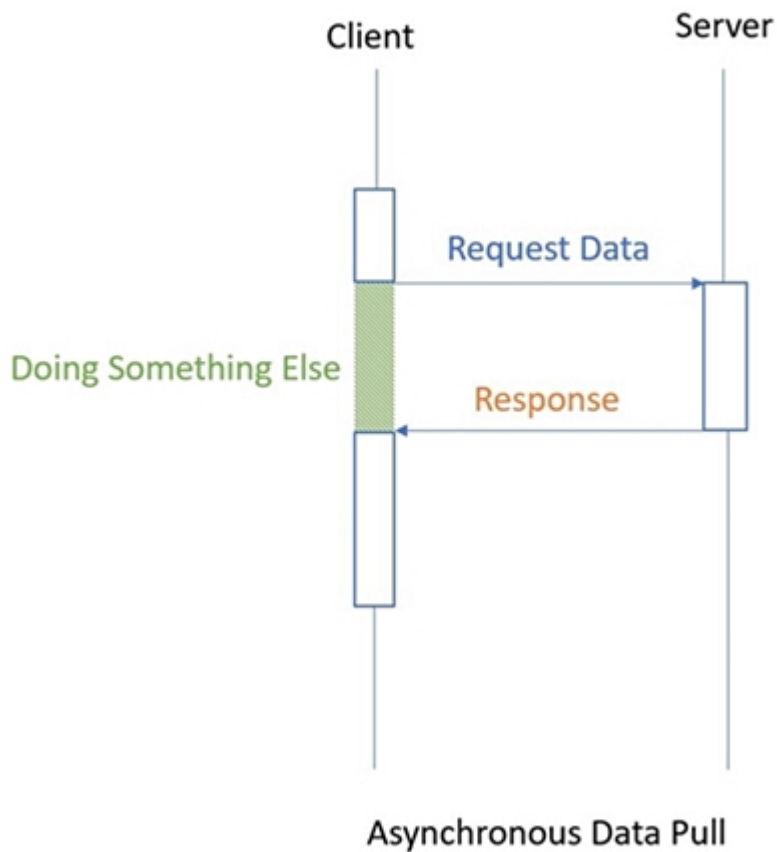 Client
Server
Request Data
Doing Something Else
Response
Asynchronous Data Pull